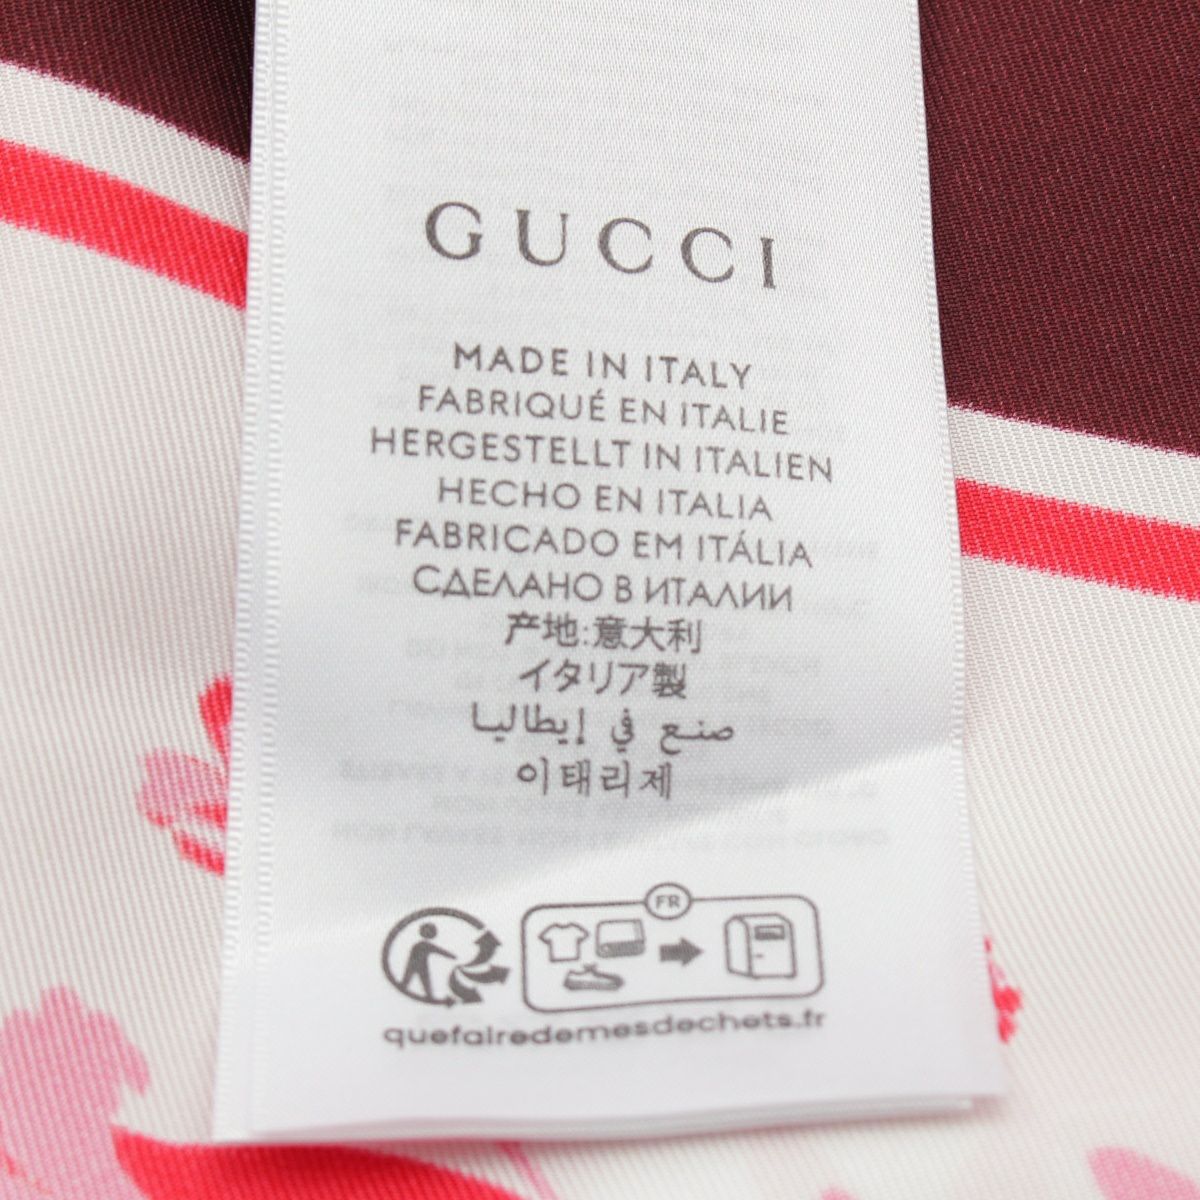 GUCCI
MADE IN ITALY
FABRIQUÉ EN ITALIE
HERGESTELLT IN ITALIEN
HECHO EN ITALIA
FABRICADO EM ITÁLIA
СДЕЛАНО В ИТАЛИИ
产地:意大利
イタリア製
صنع في إيطاليا
이태리제
FR
quefairedemesdechets.fr